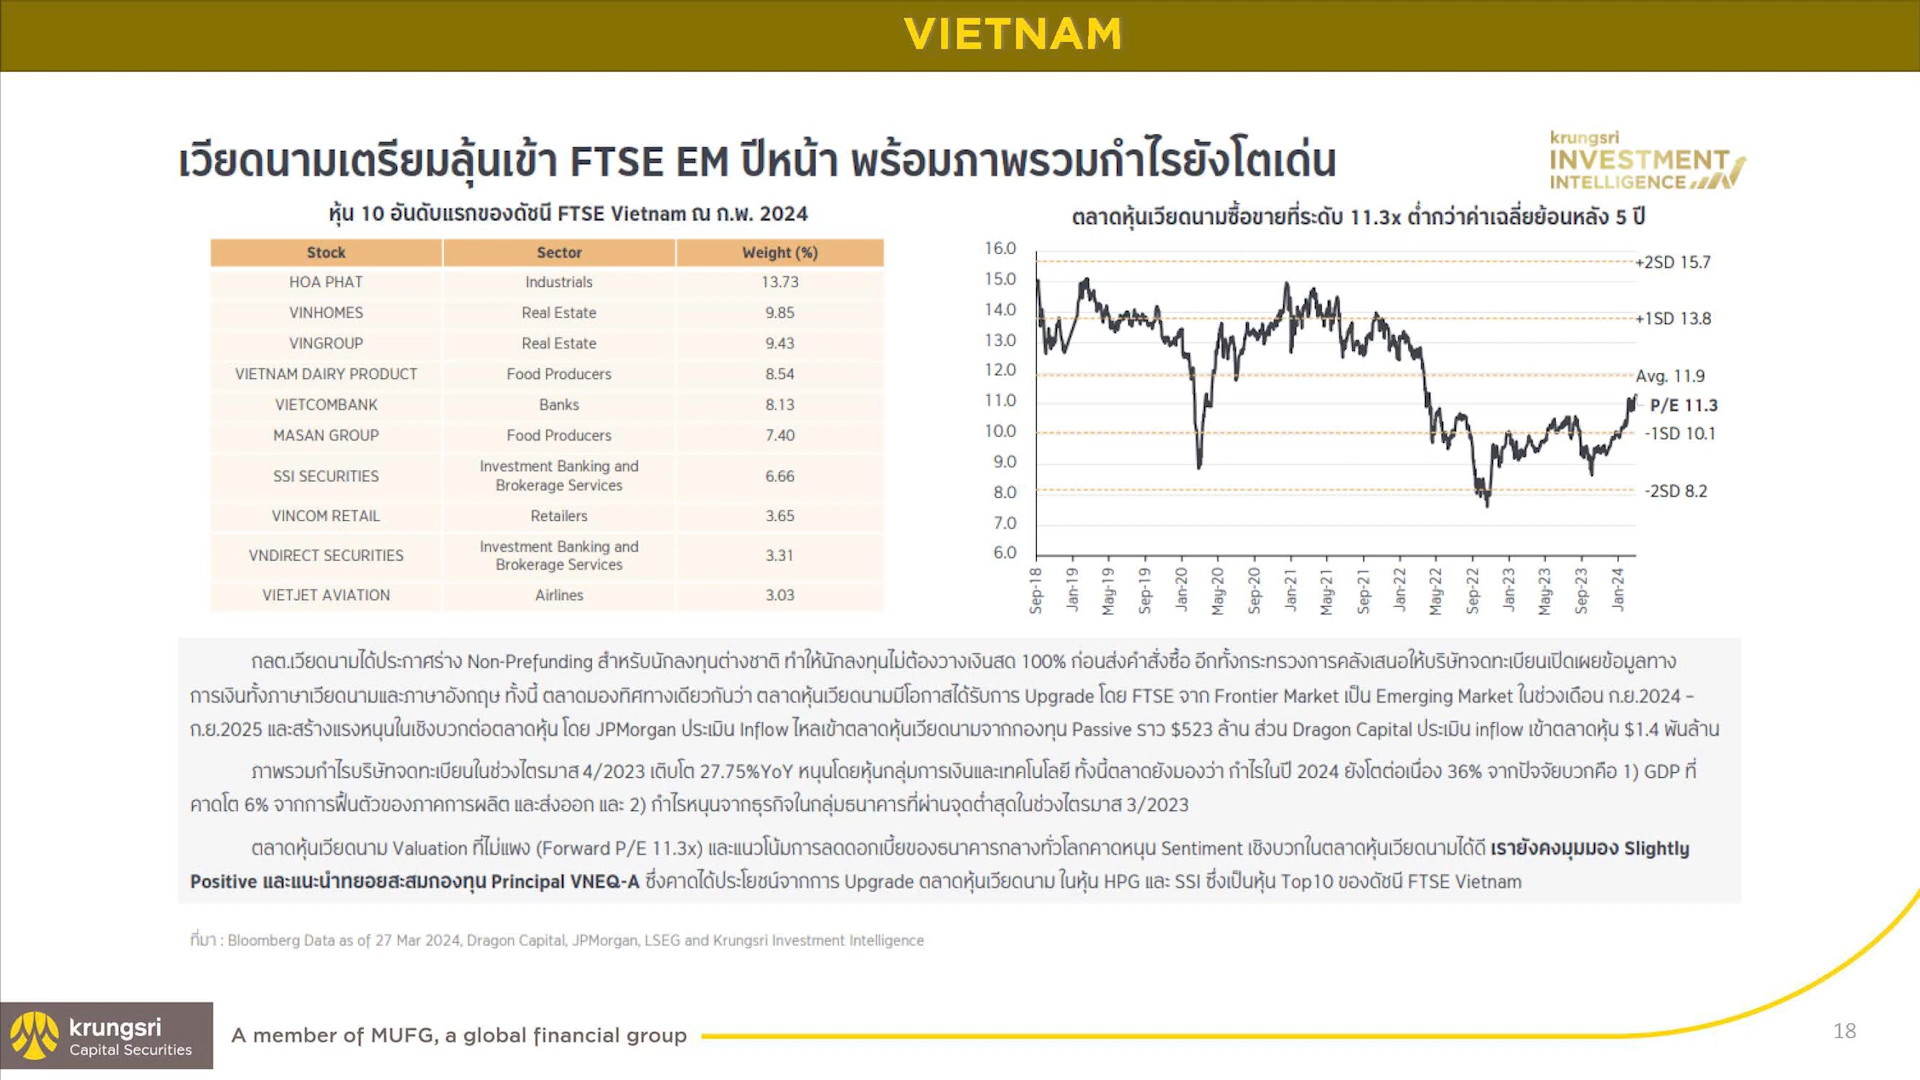 VIETNAM
เวียดนามเตรียมลุ้นเข้า FTSE EM ปีหน้า พร้อมภาพรวมกำไรยังโตเด่น
krungsri
INVESTMENT
INTELLIGENCE
หุ้น 10 อันดับแรกของดัชนี FTSE Vietnam ณ ก.พ. 2024
Stock Sector Weight (%)
HOA PHAT Industrials 13.73
VINHOMES Real Estate 9.85
VINGROUP Real Estate 9.43
VIETNAM DAIRY PRODUCT Food Producers 8.54
VIETCOMBANK Banks 8.13
MASAN GROUP Food Producers 7.40
SSI SECURITIES Investment Banking and Brokerage Services 6.66
VINCOM RETAIL Retailers 3.65
VNDIRECT SECURITIES Investment Banking and Brokerage Services 3.31
VIETJET AVIATION Airlines 3.03
ตลาดหุ้นเวียดนามซื้อขายที่ระดับ 11.3x ต่ำกว่าค่าเฉลี่ยย้อนหลัง 5 ปี
16.0
15.0
14.0
13.0
12.0
11.0
10.0
9.0
8.0
7.0
6.0
+2SD 15.7
+1SD 13.8
Avg. 11.9
P/E 11.3
-1SD 10.1
-2SD 8.2
Sep-18 Jan-19 May-19 Sep-19 Jan-20 May-20 Sep-20 Jan-21 May-21 Sep-21 Jan-22 May-22 Sep-22 Jan-23 May-23 Sep-23 Jan-24
กลต.เวียดนามได้ประกาศร่าง Non-Prefunding สำหรับนักลงทุนต่างชาติ ทำให้นักลงทุนไม่ต้องวางเงินสด 100% ก่อนส่งคำสั่งซื้อ อีกทั้งกระทรวงการคลังเสนอให้บริษัทจดทะเบียนเปิดเผยข้อมูลทาง
การเงินทั้งภาษาเวียดนามและภาษาอังกฤษ ทั้งนี้ ตลาดมองทิศทางเดียวกันว่า ตลาดหุ้นเวียดนามมีโอกาสได้รับการ Upgrade โดย FTSE จาก Frontier Market เป็น Emerging Market ในช่วงเดือน ก.ย.2024 –
ก.ย.2025 และสร้างแรงหนุนในเชิงบวกต่อตลาดหุ้น โดย JPMorgan ประเมิน Inflow ไหลเข้าตลาดหุ้นเวียดนามจากกองทุน Passive ราว $523 ล้าน ส่วน Dragon Capital ประเมิน inflow เข้าตลาดหุ้น $1.4 พันล้าน
ภาพรวมกำไรบริษัทจดทะเบียนในช่วงไตรมาส 4/2023 เติบโต 27.75%YoY หนุนโดยหุ้นกลุ่มการเงินและเทคโนโลยี ทั้งนี้ตลาดยังมองว่า กำไรในปี 2024 ยังโตต่อเนื่อง 36% จากปัจจัยบวกคือ 1) GDP ที่
คาดโต 6% จากการฟื้นตัวของภาคการผลิต และส่งออก และ 2) กำไรหนุนจากธุรกิจในกลุ่มธนาคารที่ผ่านจุดต่ำสุดในช่วงไตรมาส 3/2023
ตลาดหุ้นเวียดนาม Valuation ที่ไม่แพง (Forward P/E 11.3x) และแนวโน้มการลดดอกเบี้ยของธนาคารกลางทั่วโลกคาดหนุน Sentiment เชิงบวกในตลาดหุ้นเวียดนามได้ดี เรายังคงมุมมอง Slightly
Positive และแนะนำทยอยสะสมกองทุน Principal VNEQ-A ซึ่งคาดได้ประโยชน์จากการ Upgrade ตลาดหุ้นเวียดนาม ในหุ้น HPG และ SSI ซึ่งเป็นหุ้น Top10 ของดัชนี FTSE Vietnam
ที่มา : Bloomberg Data as of 27 Mar 2024, Dragon Capital, JPMorgan, LSEG and Krungsri Investment Intelligence
krungsri
Capital Securities
A member of MUFG, a global financial group
18